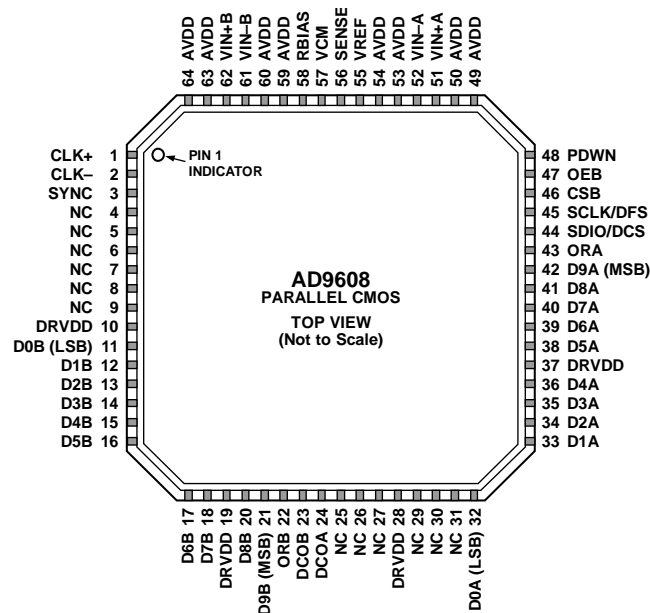 64 AVDD
63 AVDD
62 VIN+B
61 VIN–B
60 AVDD
59 AVDD
58 RBIAS
57 VCM
56 SENSE
55 VREF
54 AVDD
53 AVDD
52 VIN–A
51 VIN+A
50 AVDD
49 AVDD
CLK+ 1
CLK– 2
SYNC 3
NC 4
NC 5
NC 6
NC 7
NC 8
NC 9
DRVDD 10
D0B (LSB) 11
D1B 12
D2B 13
D3B 14
D4B 15
D5B 16
PIN 1
INDICATOR
AD9608
PARALLEL CMOS
TOP VIEW
(Not to Scale)
48 PDWN
47 OEB
46 CSB
45 SCLK/DFS
44 SDIO/DCS
43 ORA
42 D9A (MSB)
41 D8A
40 D7A
39 D6A
38 D5A
37 DRVDD
36 D4A
35 D3A
34 D2A
33 D1A
D6B 17
D7B 18
DRVDD 19
D8B 20
D9B (MSB) 21
ORB 22
DCOB 23
DCOA 24
NC 25
NC 26
NC 27
DRVDD 28
NC 29
NC 30
NC 31
D0A (LSB) 32